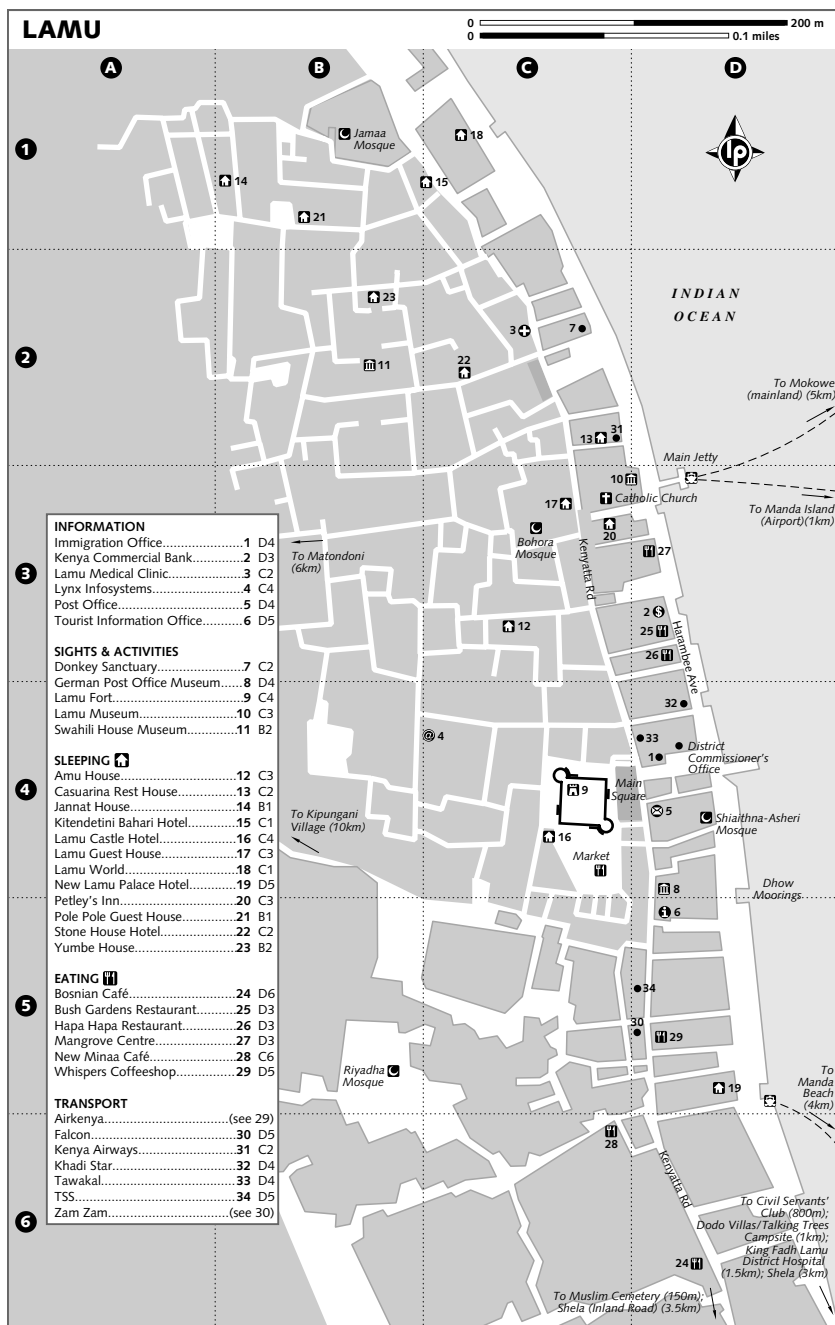 LAMU
0 200 m
0 0.1 miles
A B C D
1
Jamaa
Mosque
18
14
15
21
lp
INDIAN
OCEAN
2
23
3 7
11
22
To Mokowe
(mainland) (5km)
13 31
Main Jetty
10
Catholic Church
17
To Manda Island
(Airport)(1km)
20
Bohora
Mosque
Kenyatta Rd
27
3
To Matondoni
(6km)
2
25
12
26
Harambee Ave
32
4
33
1
District
Commissioner's
Office
9
Main
Square
5
Shiaithna-Asheri
Mosque
16
Market
To Kipungani
Village (10km)
4
8
6
Dhow
Moorings
INFORMATION
Immigration Office.....1 D4
Kenya Commercial Bank.....2 D3
Lamu Medical Clinic.....3 C2
Lynx Infosystems.....4 C4
Post Office.....5 D4
Tourist Information Office.....6 D5
SIGHTS & ACTIVITIES
Donkey Sanctuary.....7 C2
German Post Office Museum.....8 D4
Lamu Fort.....9 C4
Lamu Museum.....10 C3
Swahili House Museum.....11 B2
SLEEPING
Amu House.....12 C3
Casuarina Rest House.....13 C2
Jannat House.....14 B1
Kitendetini Bahari Hotel.....15 C1
Lamu Castle Hotel.....16 C4
Lamu Guest House.....17 C3
Lamu World.....18 C1
New Lamu Palace Hotel.....19 D5
Petley's Inn.....20 C3
Pole Pole Guest House.....21 B1
Stone House Hotel.....22 C2
Yumbe House.....23 B2
EATING
Bosnian Café.....24 D6
Bush Gardens Restaurant.....25 D3
Hapa Hapa Restaurant.....26 D3
Mangrove Centre.....27 D3
New Minaa Café.....28 C6
Whispers Coffeeshop.....29 D5
TRANSPORT
Airkenya.....(see 29)
Falcon.....30 D5
Kenya Airways.....31 C2
Khadi Star.....32 D4
Tawakal.....33 D4
TSS.....34 D5
Zam Zam.....(see 30)
5
34
30
29
Riyadha
Mosque
19
To
Manda
Beach
(4km)
28
Kenyatta Rd
6
24
To Civil Servants'
Club (800m);
Dodo Villas/Talking Trees
Campsite (1km);
King Fadh Lamu
District Hospital
(1.5km); Shela (3km)
To Muslim Cemetery (150m);
Shela (Inland Road) (3.5km)